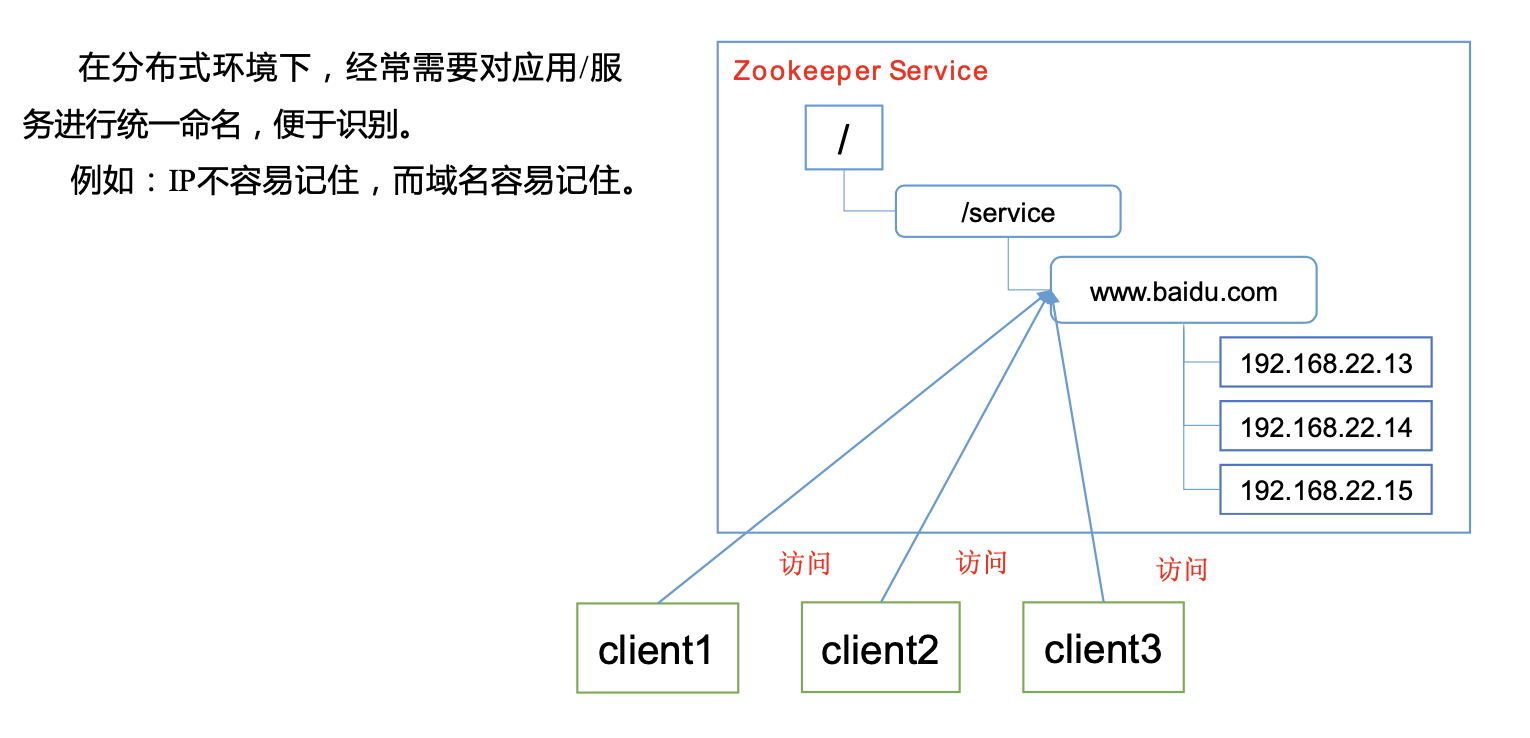 在分布式环境下，经常需要对应用/服
务进行统一命名，便于识别。
例如：IP不容易记住，而域名容易记住。
Zookeeper Service
/
/service
www.baidu.com
192.168.22.13
192.168.22.14
192.168.22.15
访问
访问
访问
client1
client2
client3